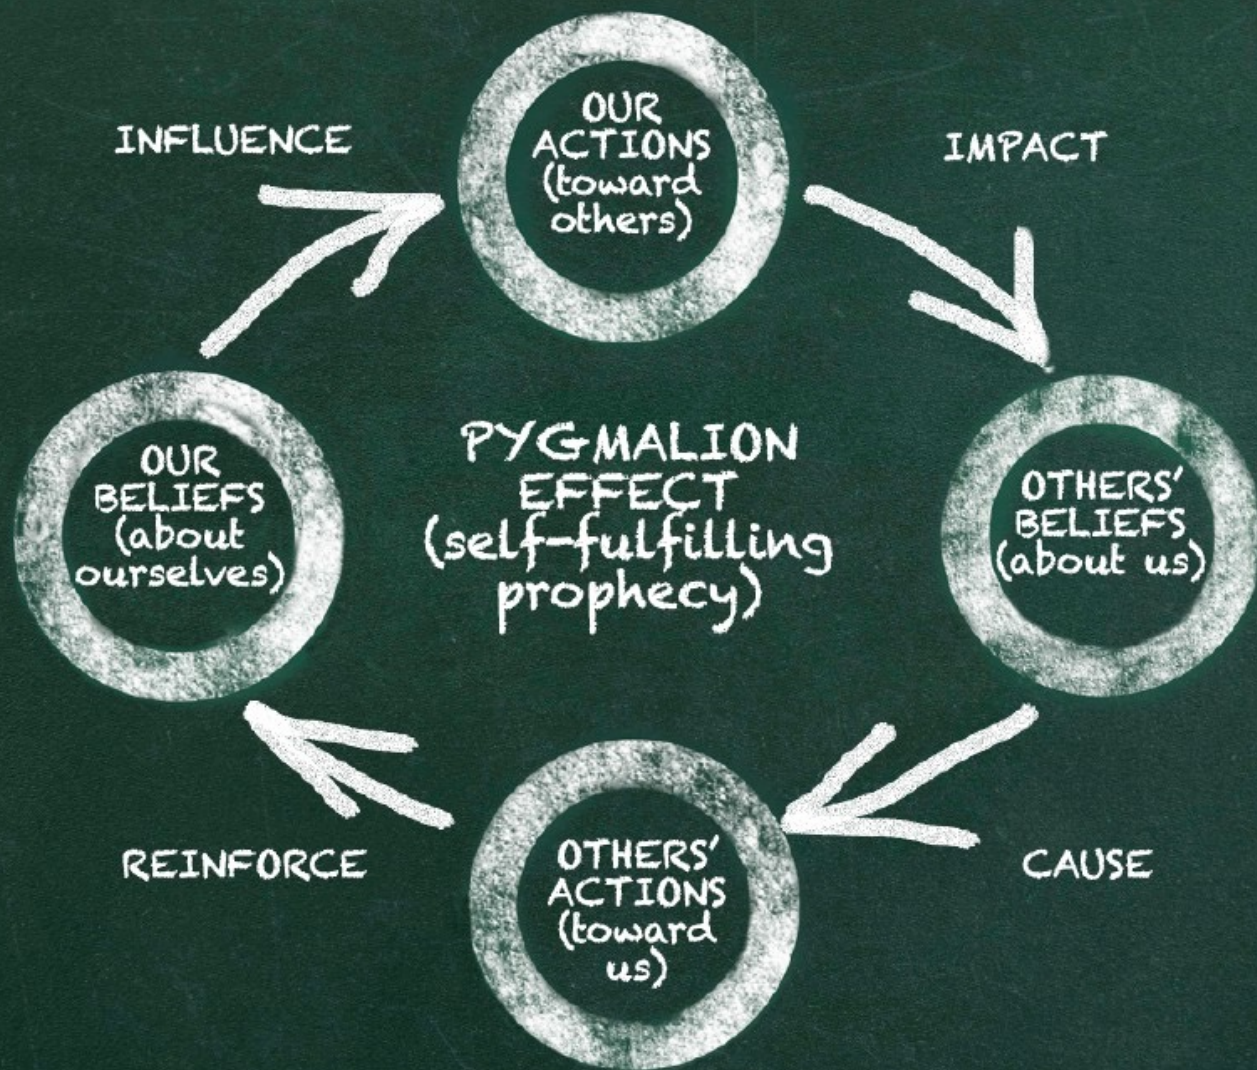 OUR
ACTIONS
(toward
others)
INFLUENCE
IMPACT
OUR
BELIEFS
(about
ourselves)
PYGMALION
EFFECT
(self-fulfilling
prophecy)
OTHERS'
BELIEFS
(about us)
REINFORCE
OTHERS'
ACTIONS
(toward
us)
CAUSE